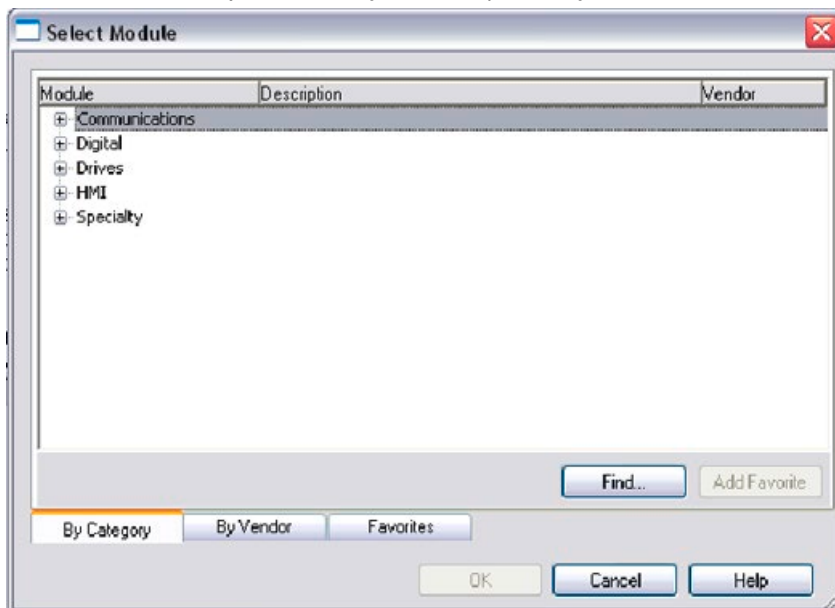 Select Module
Module Description Vendor
Communications
Digital
Drives
HMI
Specialty
Find... Add Favorite
By Category By Vendor Favorites
OK Cancel Help